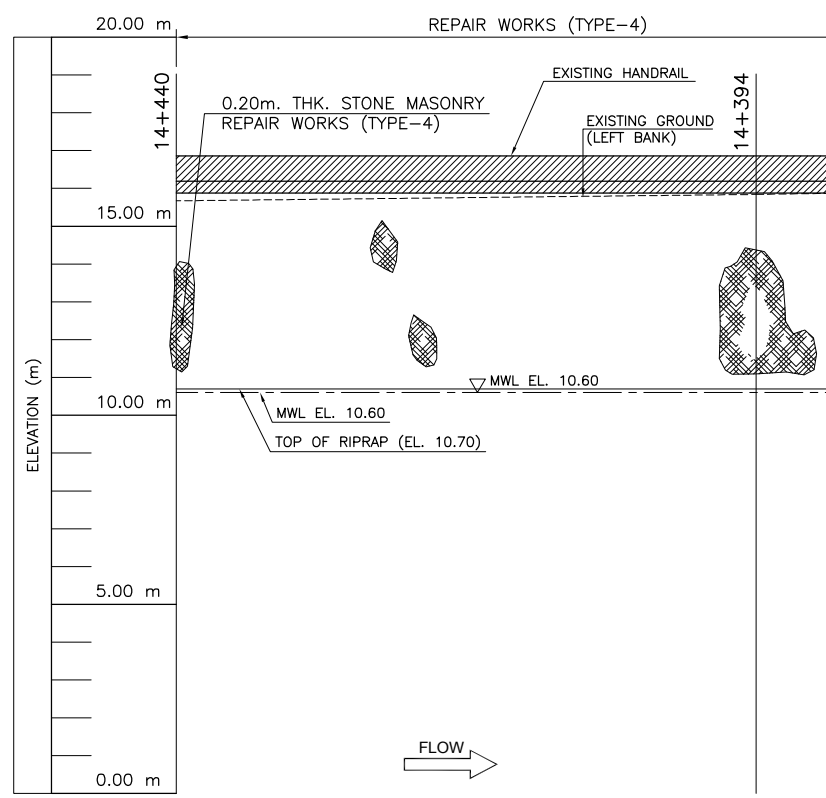 20.00 m
REPAIR WORKS (TYPE-4)
14+440
0.20m. THK. STONE MASONRY
REPAIR WORKS (TYPE-4)
EXISTING HANDRAIL
EXISTING GROUND
(LEFT BANK)
14+394
15.00 m
MWL EL. 10.60
10.00 m
MWL EL. 10.60
TOP OF RIPRAP (EL. 10.70)
ELEVATION (m)
5.00 m
FLOW
0.00 m